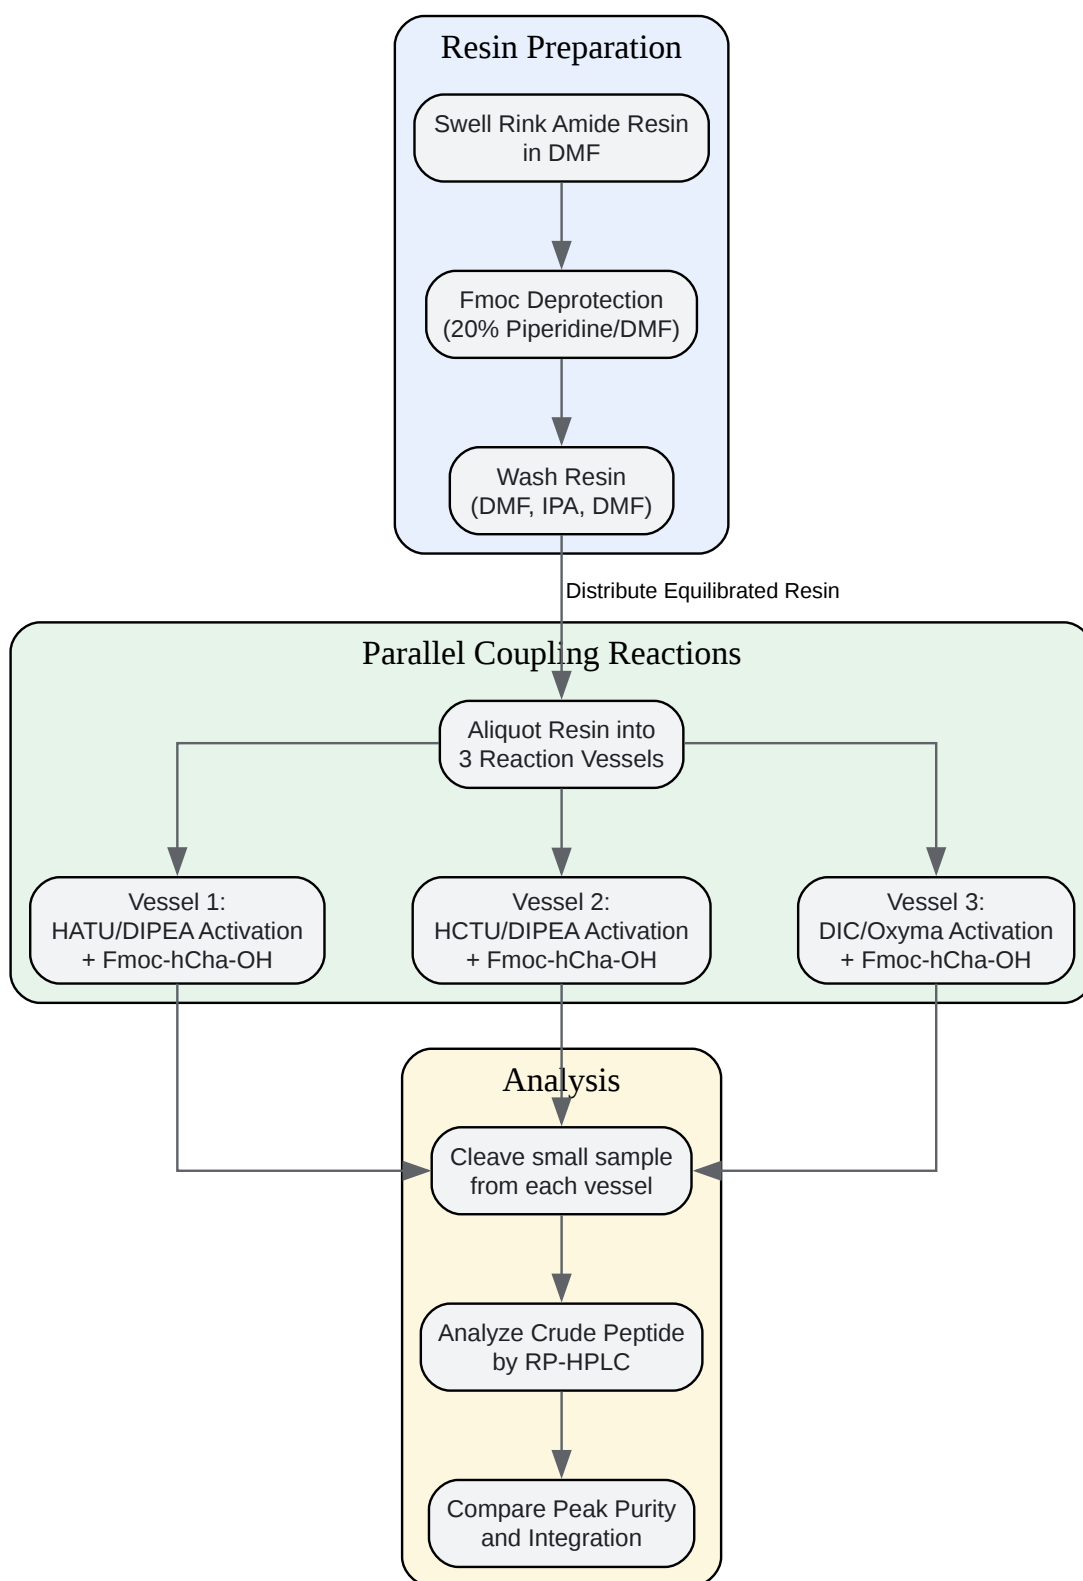 Resin Preparation
Swell Rink Amide Resin
in DMF
Fmoc Deprotection
(20% Piperidine/DMF)
Wash Resin
(DMF, IPA, DMF)
Distribute Equilibrated Resin
Parallel Coupling Reactions
Aliquot Resin into
3 Reaction Vessels
Vessel 1:
HATU/DIPEA Activation
+ Fmoc-hCha-OH
Vessel 2:
HCTU/DIPEA Activation
+ Fmoc-hCha-OH
Vessel 3:
DIC/Oxyma Activation
+ Fmoc-hCha-OH
Analysis
Cleave small sample
from each vessel
Analyze Crude Peptide
by RP-HPLC
Compare Peak Purity
and Integration